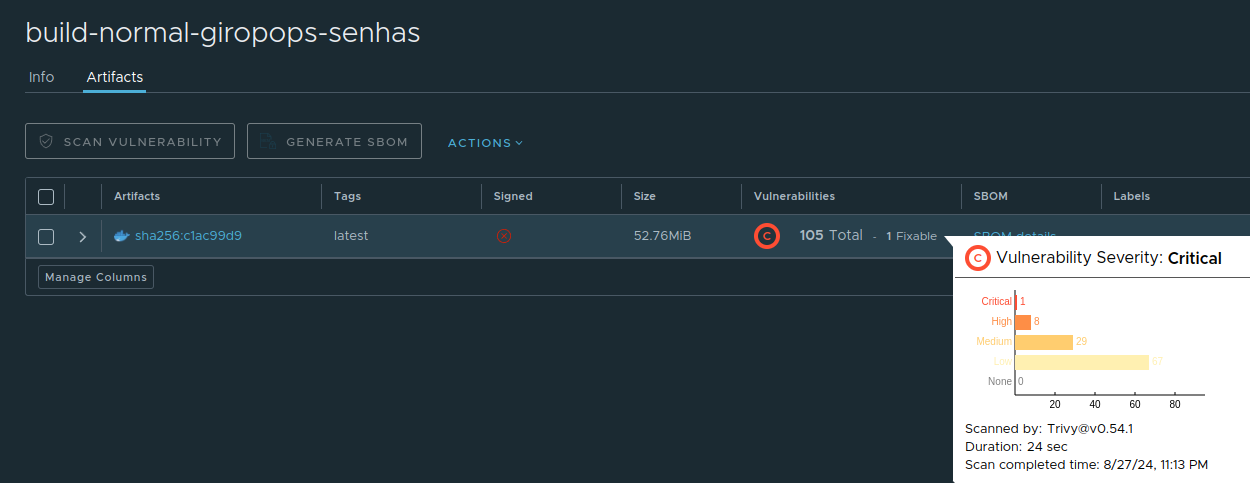 build-normal-giropops-senhas
Info Artifacts
SCAN VULNERABILITY GENERATE SBOM ACTIONS
Artifacts Tags Signed Size Vulnerabilities SBOM Labels
sha256:c1ac99d9 latest 52.76MiB C 105 Total - 1 Fixable SBOM details
Manage Columns
C Vulnerability Severity: Critical
Critical 1
High 8
Medium 29
Low 67
None 0
20 40 60 80
Scanned by: Trivy@v0.54.1
Duration: 24 sec
Scan completed time: 8/27/24, 11:13 PM